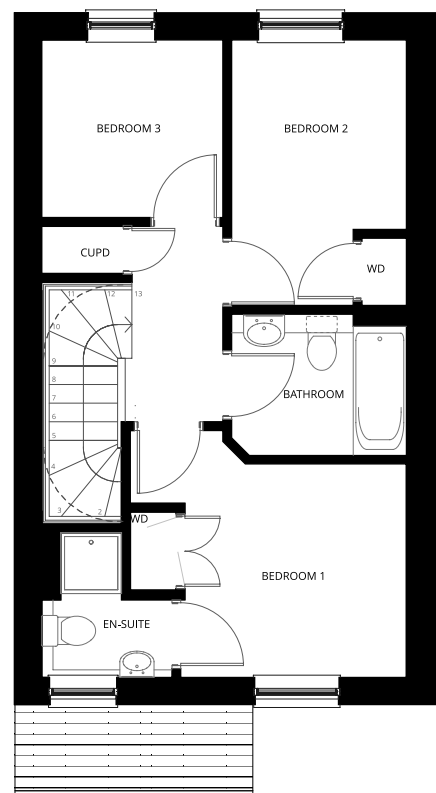 BEDROOM 3
BEDROOM 2
CUPD
WD
11
12
13
10
9
8
7
6
5
4
3
2
BATHROOM
WD
BEDROOM 1
EN-SUITE